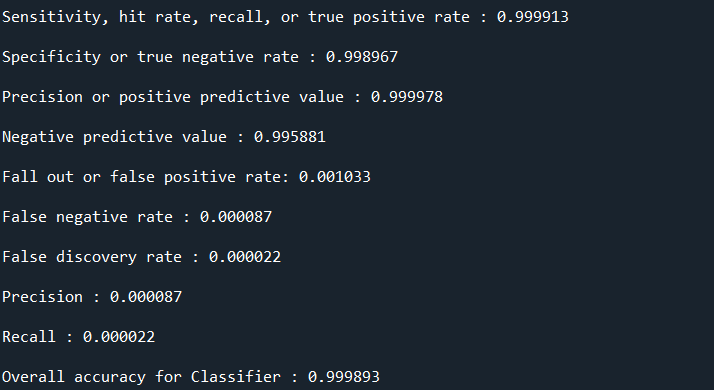 Sensitivity, hit rate, recall, or true positive rate : 0.999913
Specificity or true negative rate : 0.998967
Precision or positive predictive value : 0.999978
Negative predictive value : 0.995881
Fall out or false positive rate: 0.001033
False negative rate : 0.000087
False discovery rate : 0.000022
Precision : 0.000087
Recall : 0.000022
Overall accuracy for Classifier : 0.999893